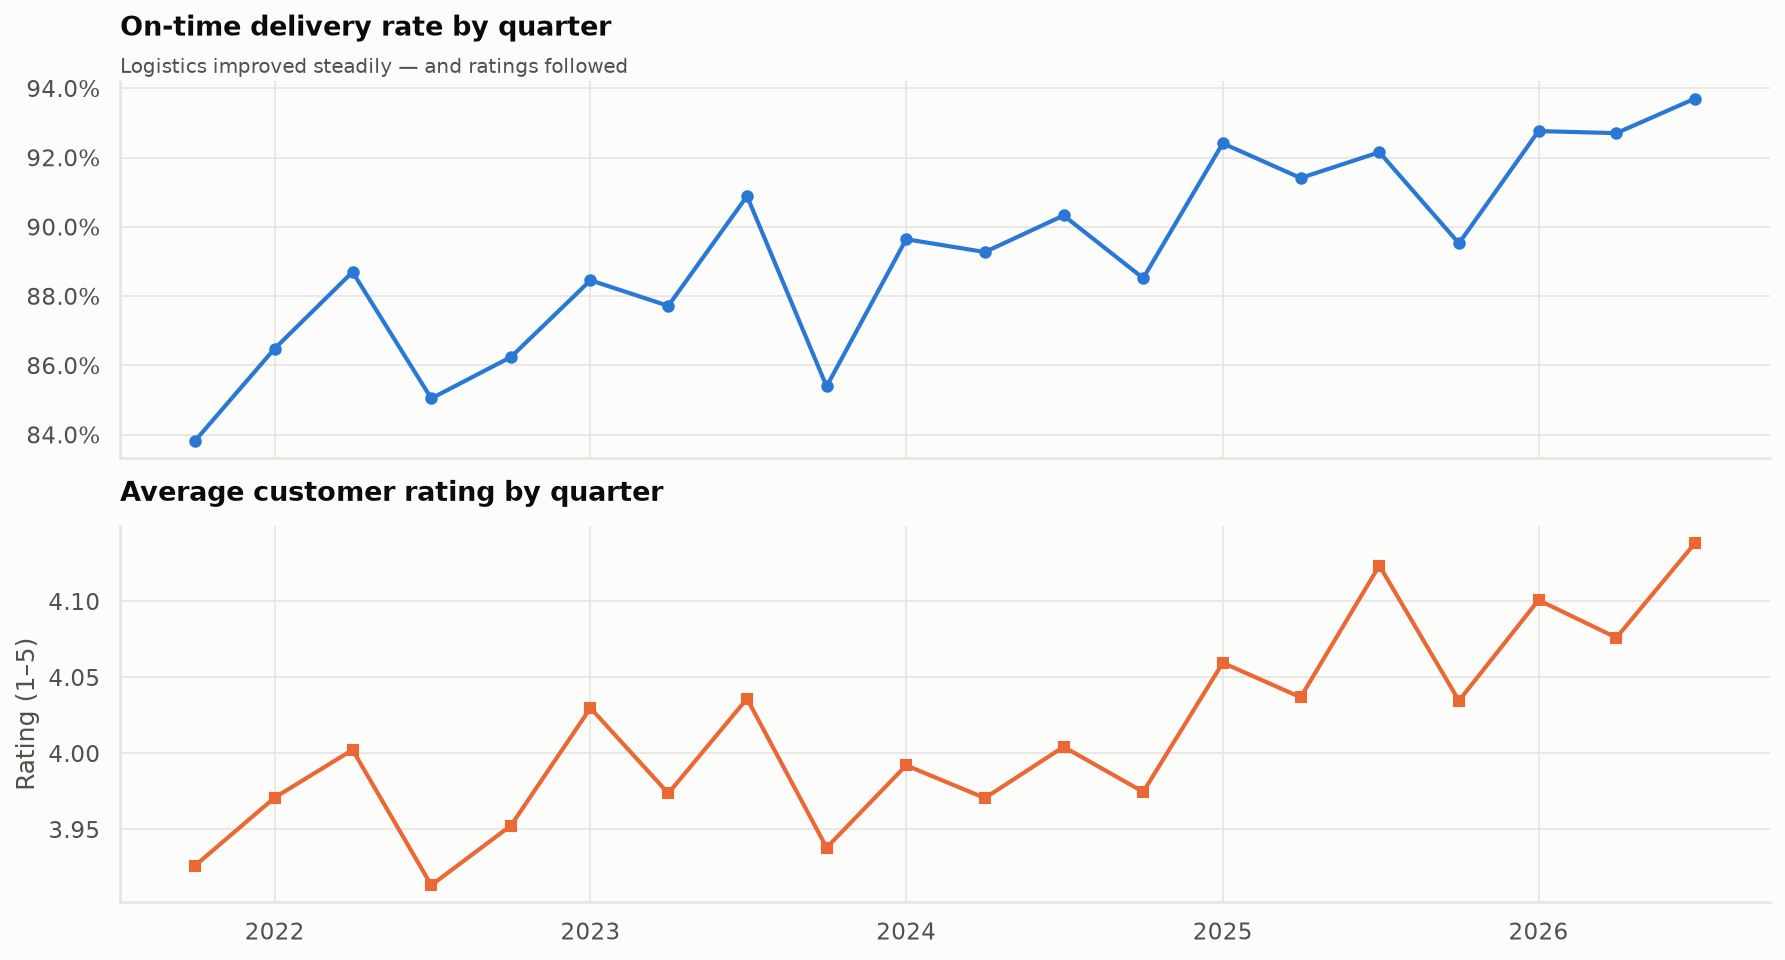 On-time delivery rate by quarter
Logistics improved steadily — and ratings followed
94.0%
92.0%
90.0%
88.0%
86.0%
84.0%
Average customer rating by quarter
Rating (1–5)
4.10
4.05
4.00
3.95
2022 2023 2024 2025 2026